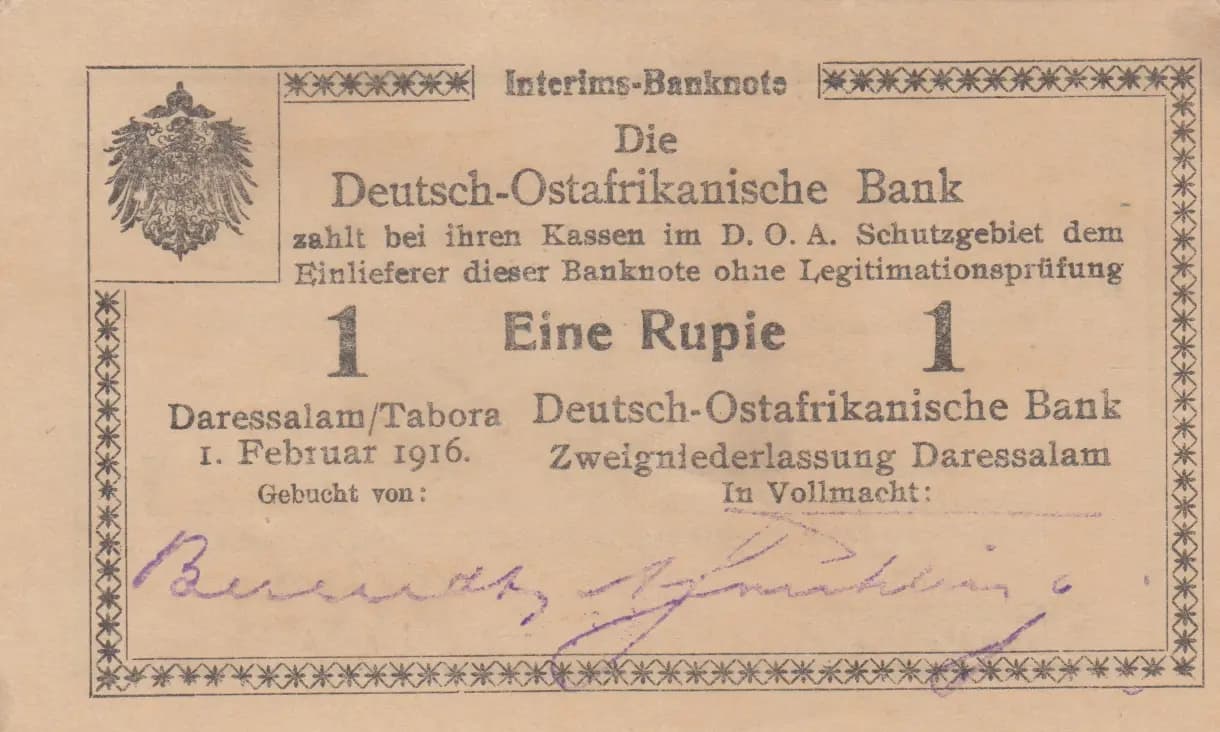 Interims-Banknote
Die
Deutsch-Ostafrikanische Bank
zahlt bei ihren Kassen im D. O. A. Schutzgebiet dem
Einlieferer dieser Banknote ohne Legitimationsprüfung
1 Eine Rupie 1
Daressalam/Tabora
1. Februar 1916.
Gebucht von:
Deutsch-Ostafrikanische Bank
Zweigniederlassung Daressalam
In Vollmacht: